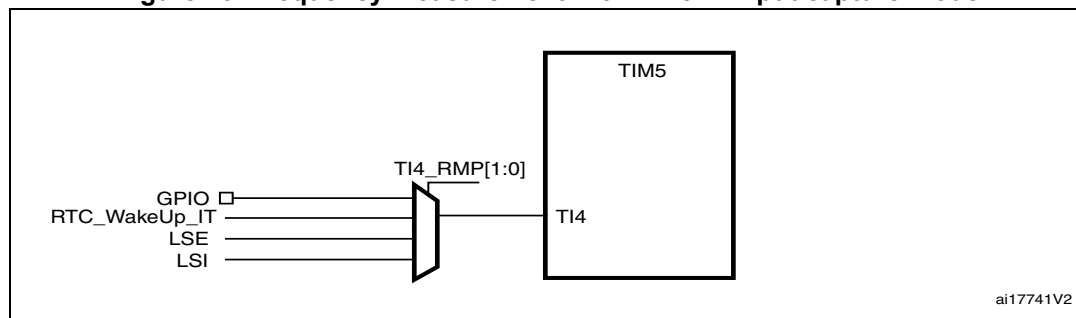 TIM5
TI4_RMP[1:0]
GPIO
RTC_WakeUp_IT
TI4
LSE
LSI
ai17741V2